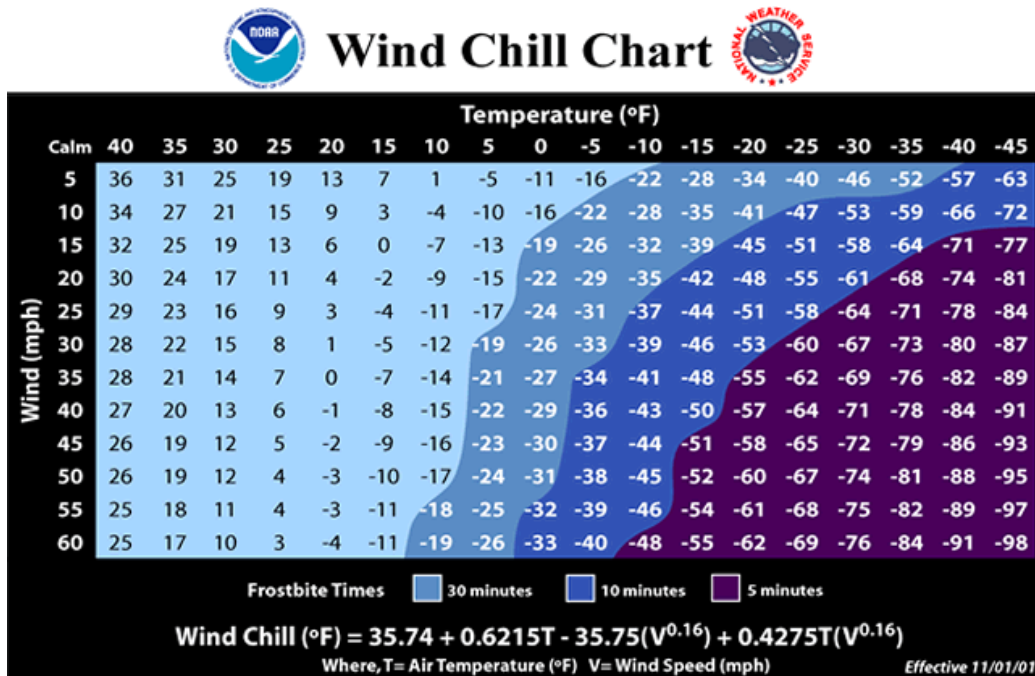 NOAA
NATIONAL OCEANIC AND ATMOSPHERIC ADMINISTRATION
U.S. DEPARTMENT OF COMMERCE
Wind Chill Chart
NATIONAL WEATHER SERVICE
Temperature (ºF)
Calm 40 35 30 25 20 15 10 5 0 -5 -10 -15 -20 -25 -30 -35 -40 -45
5 36 31 25 19 13 7 1 -5 -11 -16 -22 -28 -34 -40 -46 -52 -57 -63
10 34 27 21 15 9 3 -4 -10 -16 -22 -28 -35 -41 -47 -53 -59 -66 -72
15 32 25 19 13 6 0 -7 -13 -19 -26 -32 -39 -45 -51 -58 -64 -71 -77
20 30 24 17 11 4 -2 -9 -15 -22 -29 -35 -42 -48 -55 -61 -68 -74 -81
25 29 23 16 9 3 -4 -11 -17 -24 -31 -37 -44 -51 -58 -64 -71 -78 -84
30 28 22 15 8 1 -5 -12 -19 -26 -33 -39 -46 -53 -60 -67 -73 -80 -87
35 28 21 14 7 0 -7 -14 -21 -27 -34 -41 -48 -55 -62 -69 -76 -82 -89
40 27 20 13 6 -1 -8 -15 -22 -29 -36 -43 -50 -57 -64 -71 -78 -84 -91
45 26 19 12 5 -2 -9 -16 -23 -30 -37 -44 -51 -58 -65 -72 -79 -86 -93
50 26 19 12 4 -3 -10 -17 -24 -31 -38 -45 -52 -60 -67 -74 -81 -88 -95
55 25 18 11 4 -3 -11 -18 -25 -32 -39 -46 -54 -61 -68 -75 -82 -89 -97
60 25 17 10 3 -4 -11 -19 -26 -33 -40 -48 -55 -62 -69 -76 -84 -91 -98
Wind (mph)
Frostbite Times 30 minutes 10 minutes 5 minutes
Wind Chill (ºF) = 35.74 + 0.6215T - 35.75(V^0.16) + 0.4275T(V^0.16)
Where, T= Air Temperature (ºF) V= Wind Speed (mph)
Effective 11/01/01